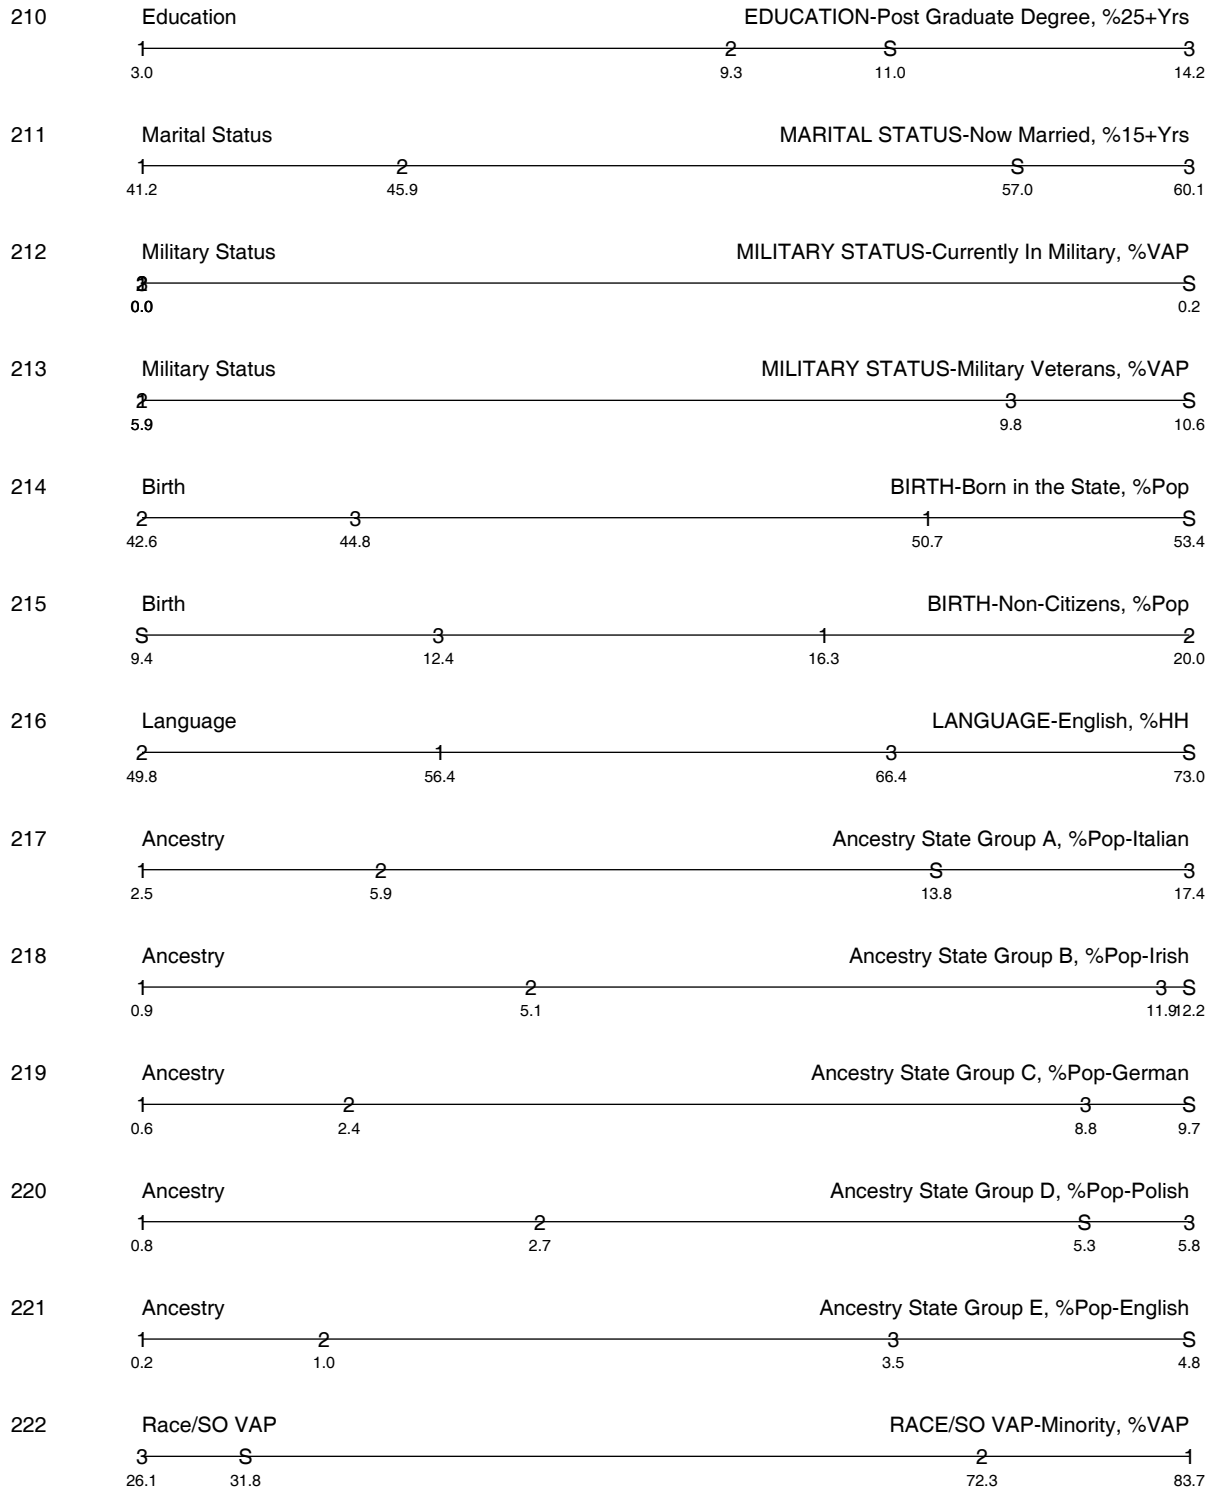 210 Education EDUCATION-Post Graduate Degree, %25+Yrs
1 2 S 3
3.0 9.3 11.0 14.2
211 Marital Status MARITAL STATUS-Now Married, %15+Yrs
1 2 S 3
41.2 45.9 57.0 60.1
212 Military Status MILITARY STATUS-Currently In Military, %VAP
S
0.0 0.2
213 Military Status MILITARY STATUS-Military Veterans, %VAP
3 S
5.9 9.8 10.6
214 Birth BIRTH-Born in the State, %Pop
2 3 1 S
42.6 44.8 50.7 53.4
215 Birth BIRTH-Non-Citizens, %Pop
S 3 1 2
9.4 12.4 16.3 20.0
216 Language LANGUAGE-English, %HH
2 1 3 S
49.8 56.4 66.4 73.0
217 Ancestry Ancestry State Group A, %Pop-Italian
1 2 S 3
2.5 5.9 13.8 17.4
218 Ancestry Ancestry State Group B, %Pop-Irish
1 2 3 S
0.9 5.1 11.9 12.2
219 Ancestry Ancestry State Group C, %Pop-German
1 2 3 S
0.6 2.4 8.8 9.7
220 Ancestry Ancestry State Group D, %Pop-Polish
1 2 S 3
0.8 2.7 5.3 5.8
221 Ancestry Ancestry State Group E, %Pop-English
1 2 3 S
0.2 1.0 3.5 4.8
222 Race/SO VAP RACE/SO VAP-Minority, %VAP
3 S 2 1
26.1 31.8 72.3 83.7